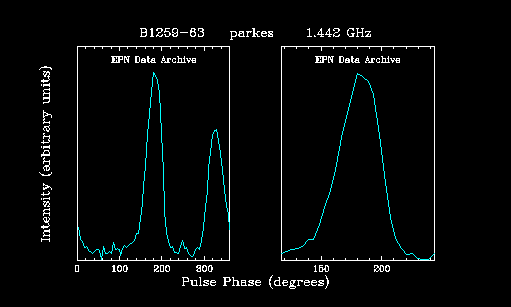 B1259-63 parkes 1.442 GHz
EPN Data Archive EPN Data Archive
Intensity (arbitrary units)
0 100 200 300 150 200
Pulse Phase (degrees)